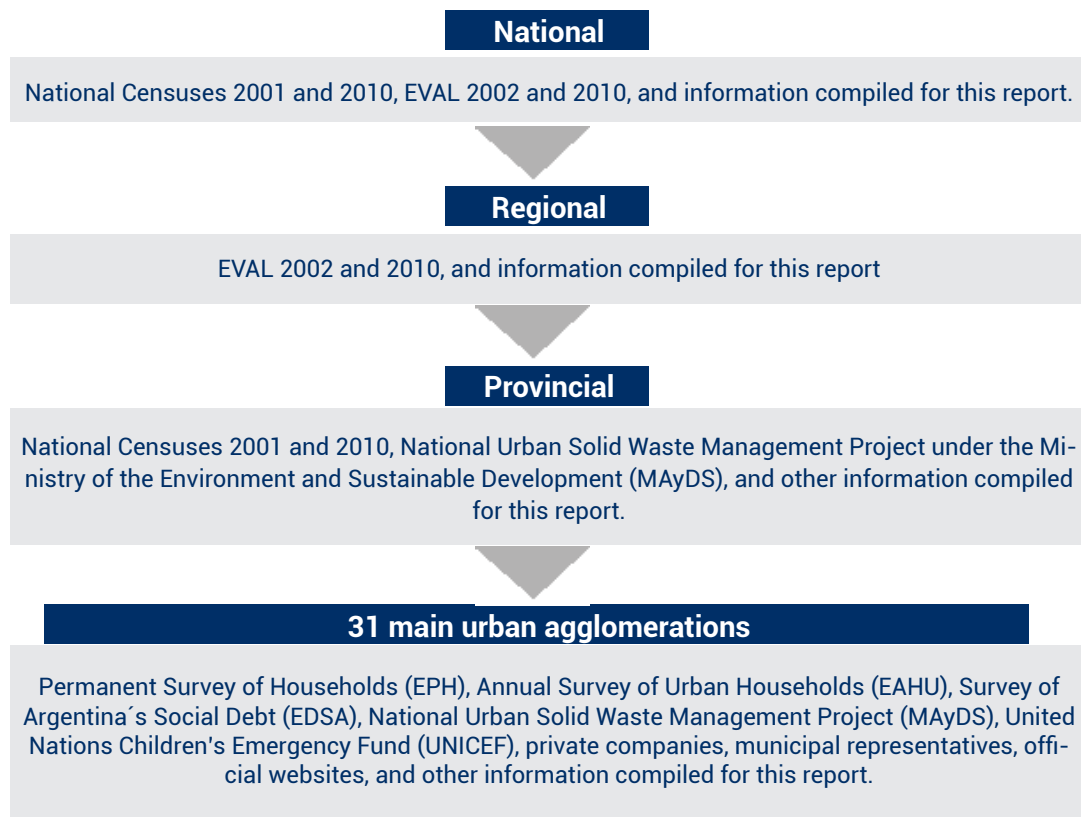 National
National Censuses 2001 and 2010, EVAL 2002 and 2010, and information compiled for this report.
Regional
EVAL 2002 and 2010, and information compiled for this report
Provincial
National Censuses 2001 and 2010, National Urban Solid Waste Management Project under the Mi-
nistry of the Environment and Sustainable Development (MAyDS), and other information compiled
for this report.
31 main urban agglomerations
Permanent Survey of Households (EPH), Annual Survey of Urban Households (EAHU), Survey of
Argentina´s Social Debt (EDSA), National Urban Solid Waste Management Project (MAyDS), United
Nations Children's Emergency Fund (UNICEF), private companies, municipal representatives, offi-
cial websites, and other information compiled for this report.